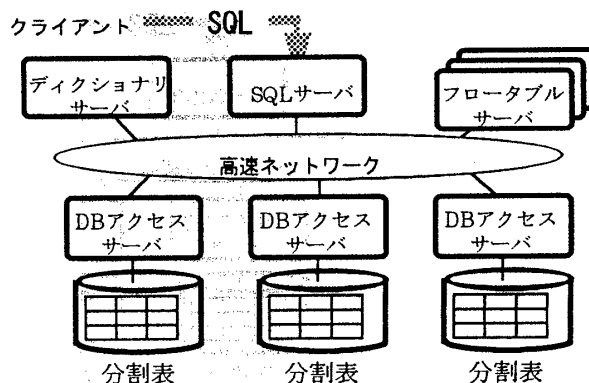 クライアント SQL
ディクショナリ
サーバ
SQLサーバ
フロータブル
サーバ
高速ネットワーク
DBアクセス
サーバ
DBアクセス
サーバ
DBアクセス
サーバ
分割表
分割表
分割表